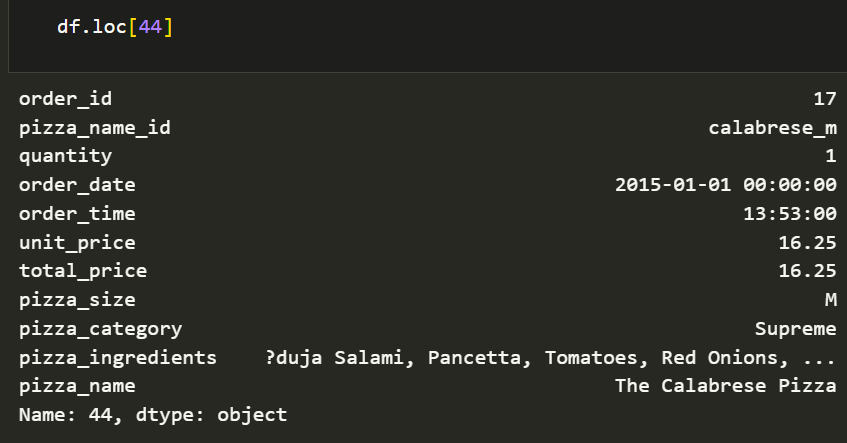 df.loc[44]
order_id 17
pizza_name_id calabrese_m
quantity 1
order_date 2015-01-01 00:00:00
order_time 13:53:00
unit_price 16.25
total_price 16.25
pizza_size M
pizza_category Supreme
pizza_ingredients ?duja Salami, Pancetta, Tomatoes, Red Onions, ...
pizza_name The Calabrese Pizza
Name: 44, dtype: object